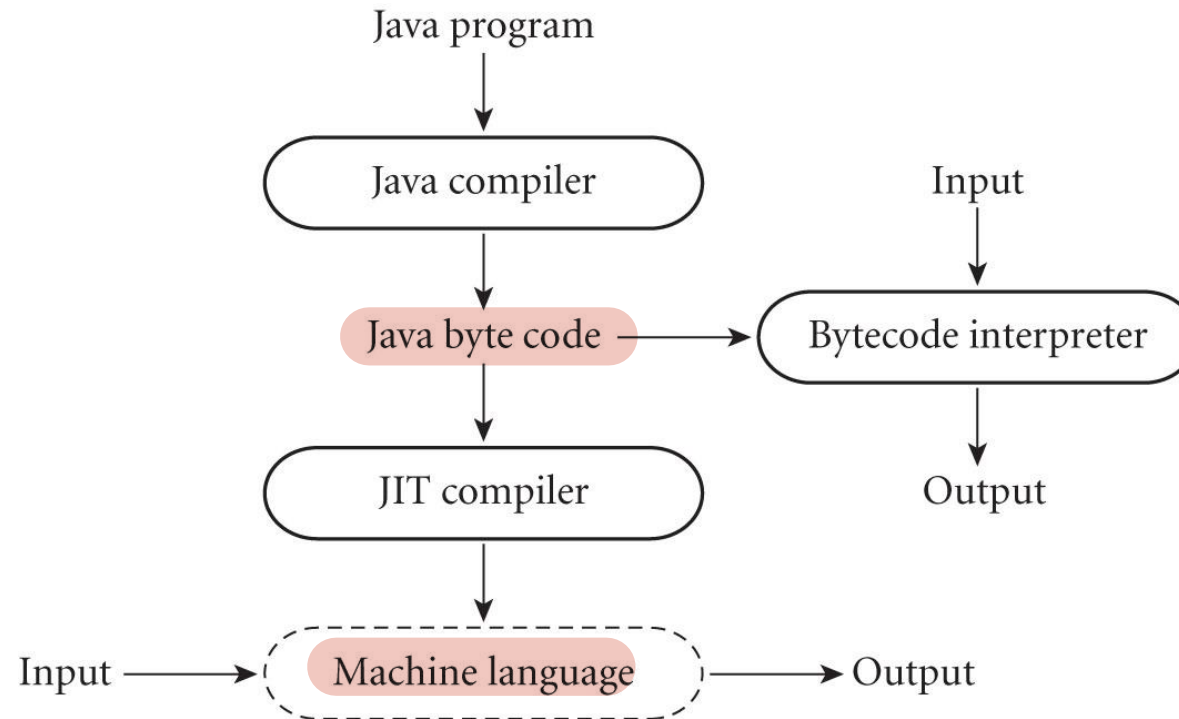 Java program
Java compiler
Input
Java byte code
Bytecode interpreter
JIT compiler
Output
Input
Machine language
Output